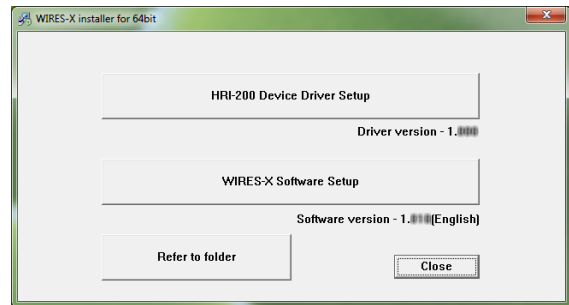 WIRES-X installer for 64bit
HRI-200 Device Driver Setup
Driver version - 1.
WIRES-X Software Setup
Software version - 1. (English)
Refer to folder
Close